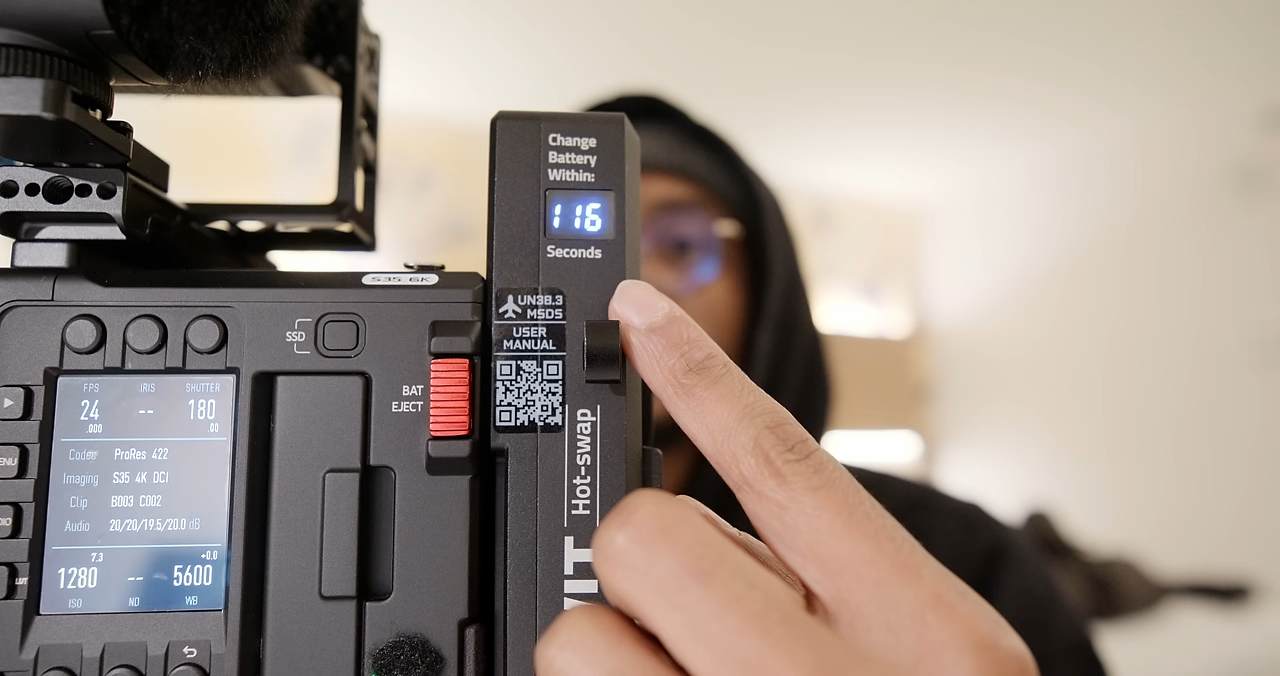 Change
Battery
Within:
116
Seconds
S35 6K
UN38.3
MSDS
USER
MANUAL
SSD
BAT
EJECT
Hot-swap
FPS IRIS SHUTTER
24 -- 180
.000 .00
Codec ProRes 422
Imaging S35 4K DCI
Clip B003 C002
Audio 20/20/19.5/20.0 dB
7.3 +0.0
1280 -- 5600
ISO ND WB
ENU
LUT